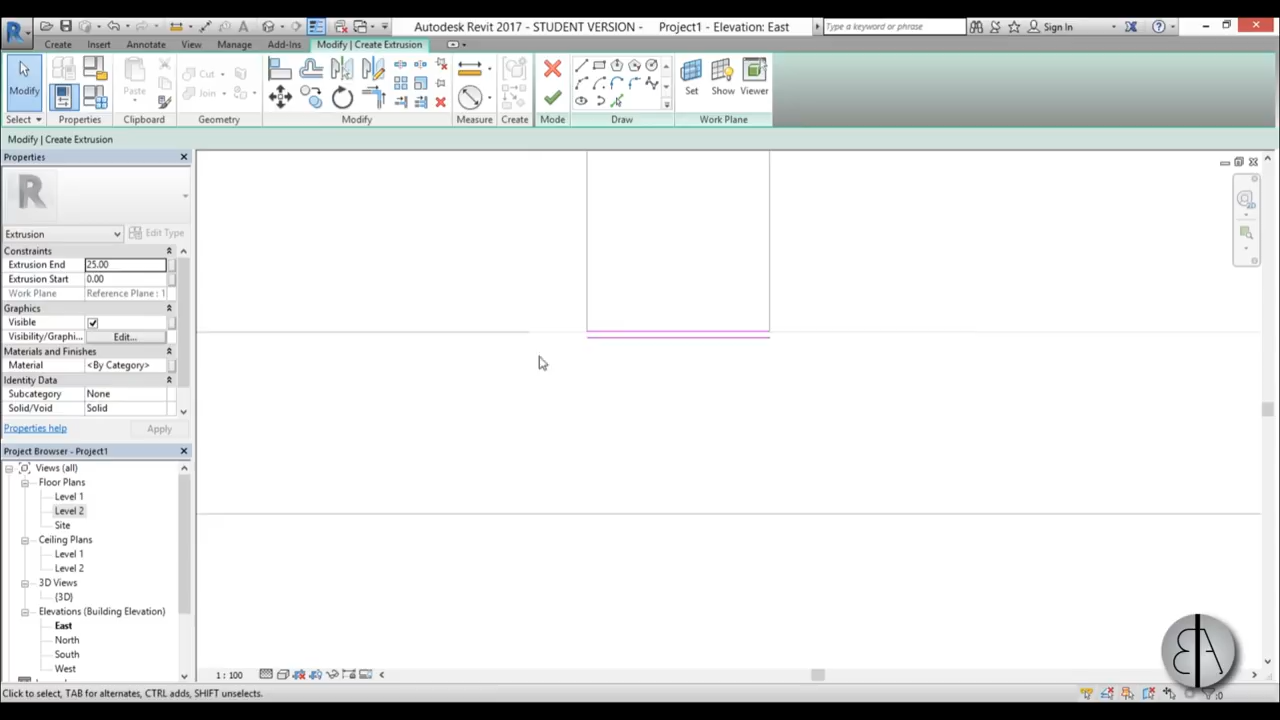 Autodesk Revit 2017 - STUDENT VERSION - Project1 - Elevation: East
Type a keyword or phrase
Sign In
Create Insert Architect Annotate View Manage Add-Ins Modify | Create Extrusion
Modify
Paste
Cut
Join
Set Show Viewer
Select Properties Clipboard Geometry Modify Measure Create Mode Draw Work Plane
Modify | Create Extrusion
Properties
R
Extrusion
Edit Type
Constraints
Extrusion End 25.00
Extrusion Start 0.00
Work Plane Reference Plane : 1
Graphics
Visible
Visibility/Graphi... Edit...
Materials and Finishes
Material <By Category>
Identity Data
Subcategory None
Solid/Void Solid
Properties help
Apply
Project Browser - Project1
Views (all)
Floor Plans
Level 1
Level 2
Site
Ceiling Plans
Level 1
Level 2
3D Views
{3D}
Elevations (Building Elevation)
East
North
South
West
1 : 100
Click to select, TAB for alternates, CTRL adds, SHIFT unselects.
:0